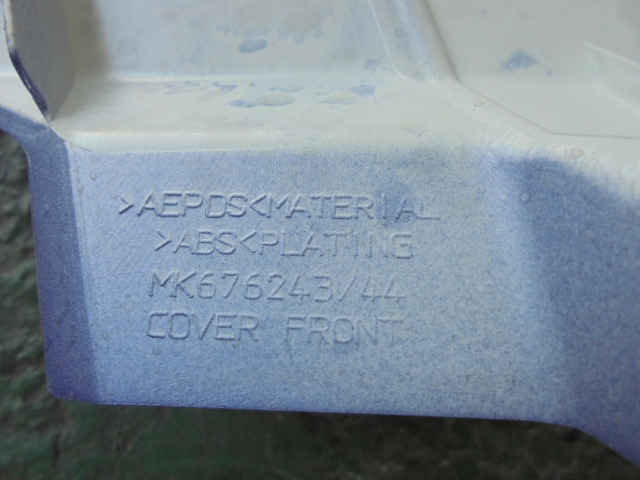 >AEPDS<MATERIAL
>ABS<PLATING
MK676243/44
COVER FRONT